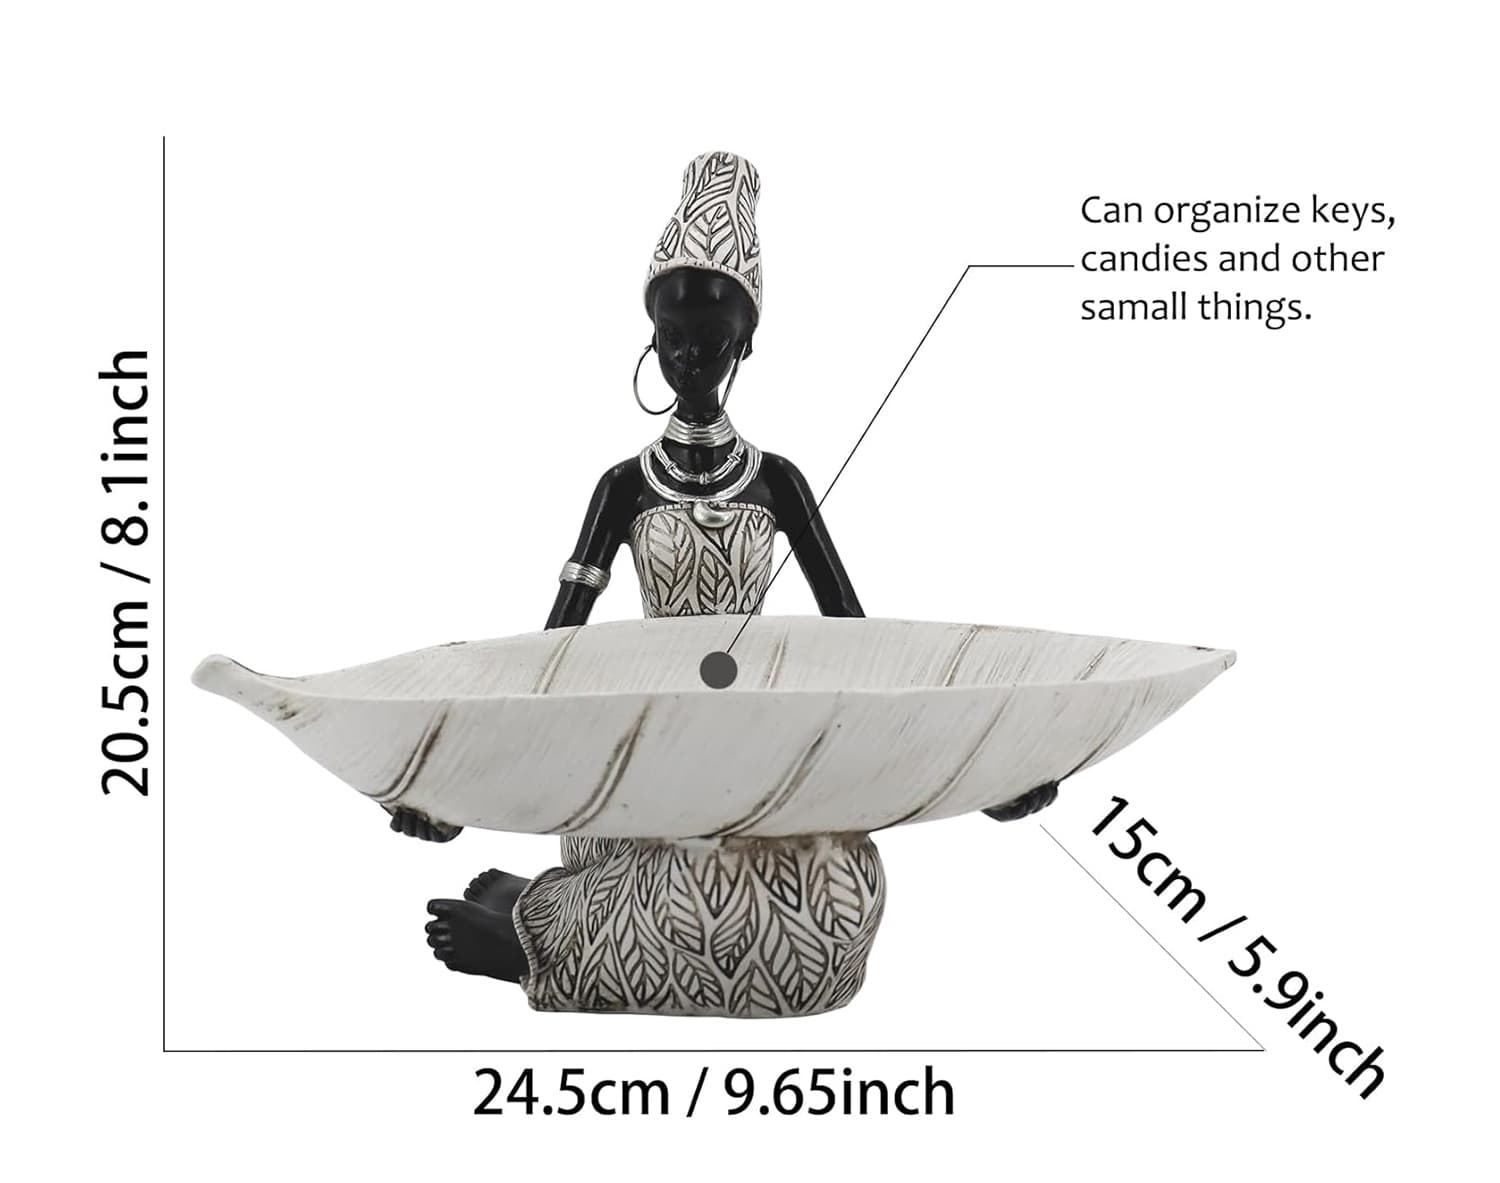 Can organize keys,
candies and other
samall things.
20.5cm / 8.1inch
15cm / 5.9inch
24.5cm / 9.65inch